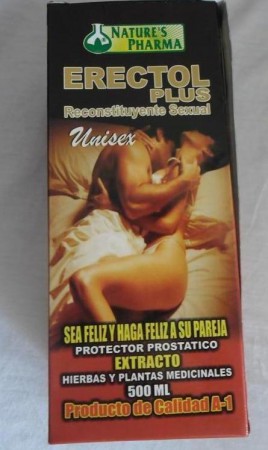 NATURE'S
PHARMA
ERECTOL
PLUS
Reconstituyente Sexual
Unisex
SEA FELIZ Y HAGA FELIZ A SU PAREJA
PROTECTOR PROSTATICO
EXTRACTO
HIERBAS Y PLANTAS MEDICINALES
500 ML
Producto de Calidad A-1